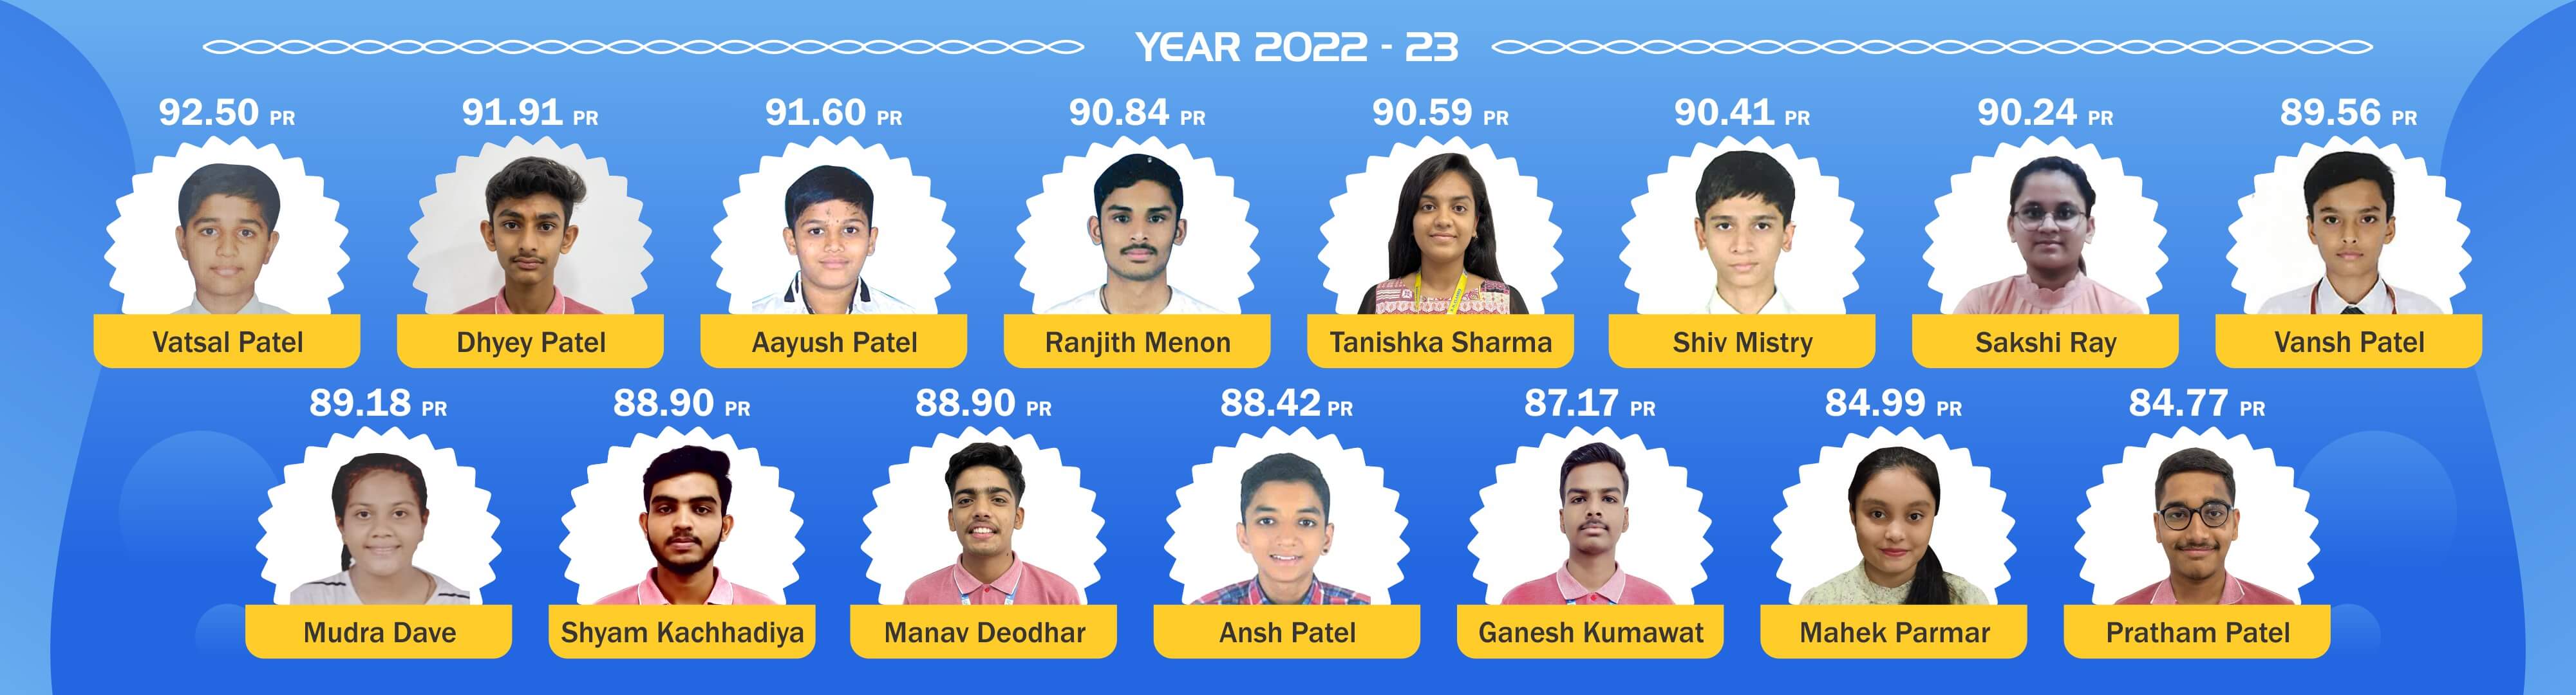 YEAR 2022 - 23
92.50 PR 91.91 PR 91.60 PR 90.84 PR 90.59 PR 90.41 PR 90.24 PR 89.56 PR
Vatsal Patel Dhyey Patel Aayush Patel Ranjith Menon Tanishka Sharma Shiv Mistry Sakshi Ray Vansh Patel
89.18 PR 88.90 PR 88.90 PR 88.42 PR 87.17 PR 84.99 PR 84.77 PR
Mudra Dave Shyam Kachhadiya Manav Deodhar Ansh Patel Ganesh Kumawat Mahek Parmar Pratham Patel